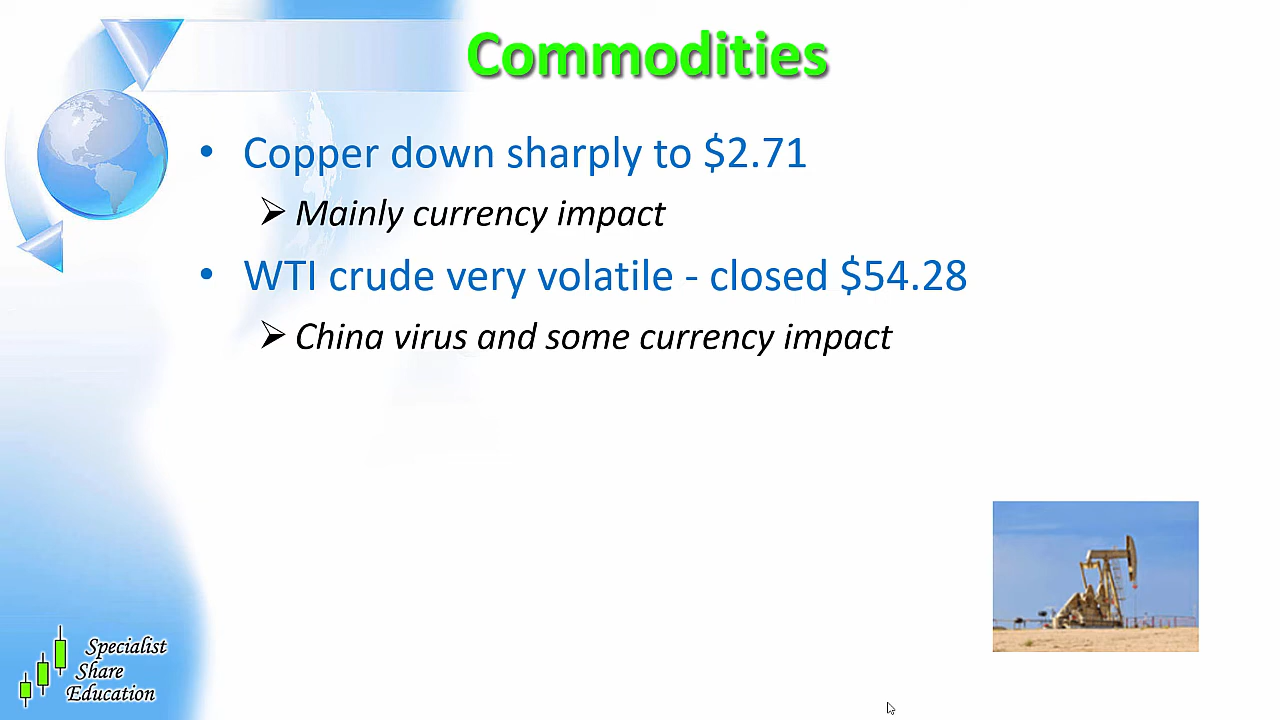 Commodities
• Copper down sharply to $2.71
➢ Mainly currency impact
• WTI crude very volatile - closed $54.28
➢ China virus and some currency impact
Specialist
Share
Education